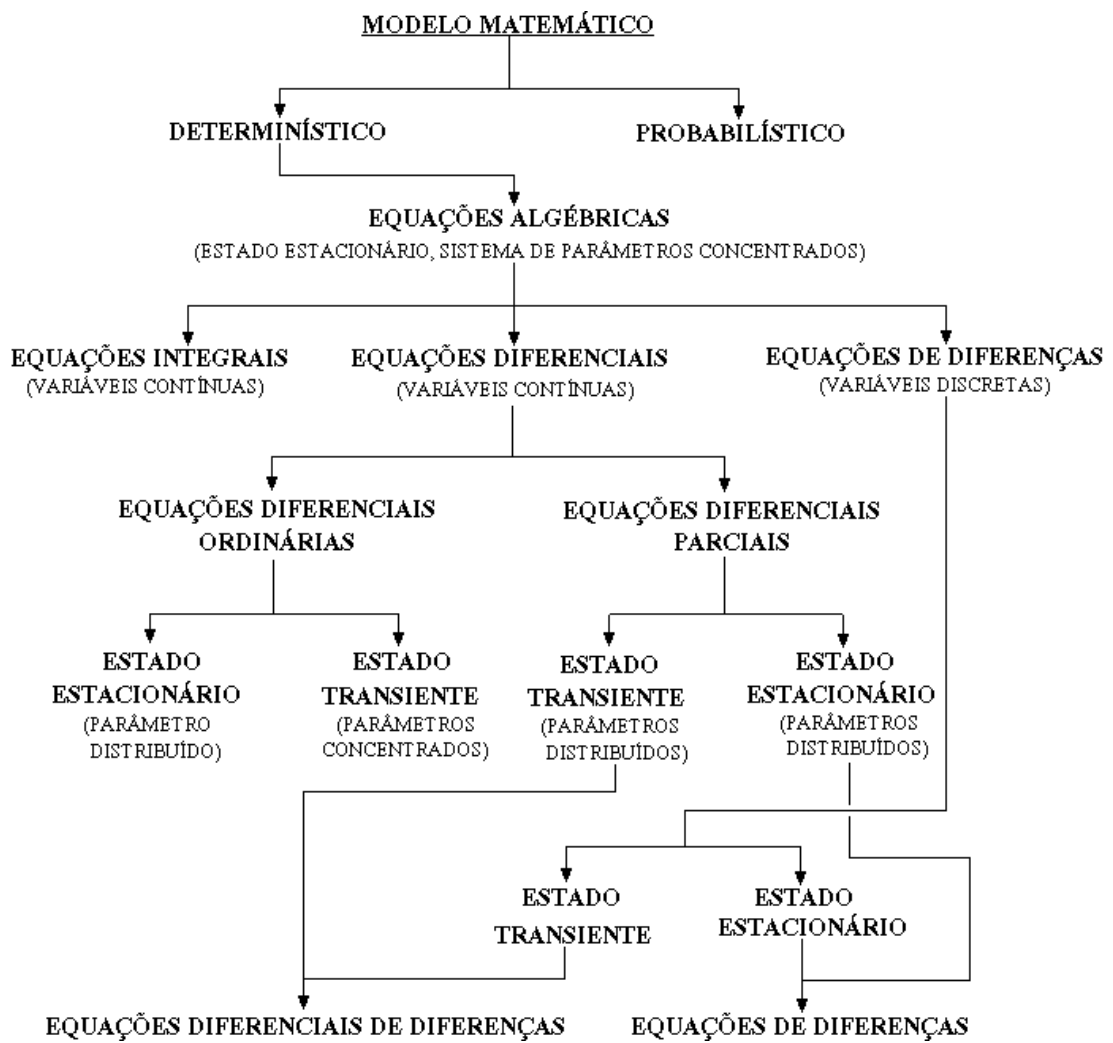 MODELO MATEMÁTICO
DETERMINÍSTICO
PROBABILÍSTICO
EQUAÇÕES ALGÉBRICAS
(ESTADO ESTACIONÁRIO, SISTEMA DE PARÂMETROS CONCENTRADOS)
EQUAÇÕES INTEGRAIS
(VARIÁVEIS CONTÍNUAS)
EQUAÇÕES DIFERENCIAIS
(VARIÁVEIS CONTÍNUAS)
EQUAÇÕES DE DIFERENÇAS
(VARIÁVEIS DISCRETAS)
EQUAÇÕES DIFERENCIAIS
ORDINÁRIAS
EQUAÇÕES DIFERENCIAIS
PARCIAIS
ESTADO
ESTACIONÁRIO
(PARÂMETRO
DISTRIBUÍDO)
ESTADO
TRANSIENTE
(PARÂMETROS
CONCENTRADOS)
ESTADO
TRANSIENTE
(PARÂMETROS
DISTRIBUÍDOS)
ESTADO
ESTACIONÁRIO
(PARÂMETROS
DISTRIBUÍDOS)
ESTADO
TRANSIENTE
ESTADO
ESTACIONÁRIO
EQUAÇÕES DIFERENCIAIS DE DIFERENÇAS
EQUAÇÕES DE DIFERENÇAS